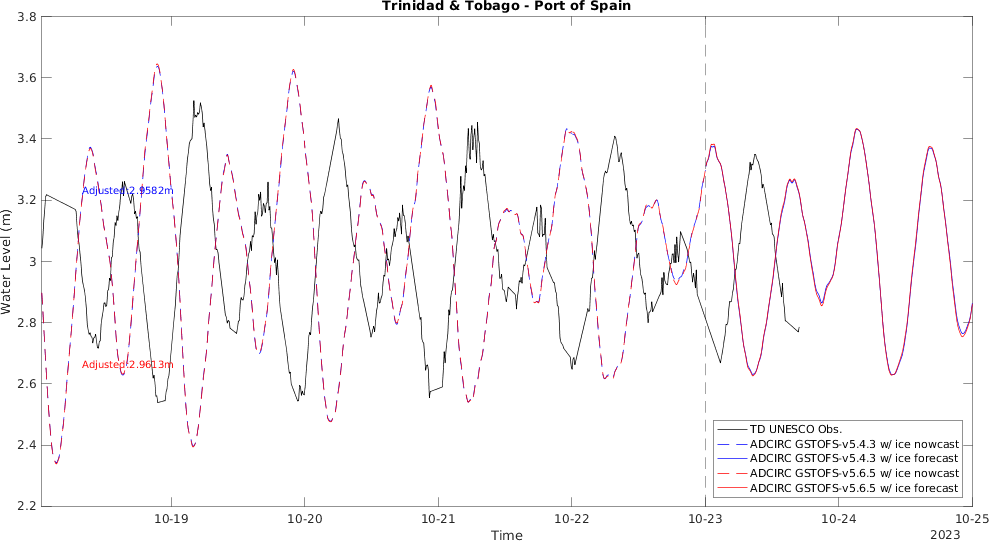 Trinidad & Tobago - Port of Spain
3.8
3.6
3.4
3.2
3
2.8
2.6
2.4
2.2
Water Level (m)
Adjusted:2.9582m
Adjusted:2.9613m
TD UNESCO Obs.
ADCIRC GSTOFS-v5.4.3 w/ ice nowcast
ADCIRC GSTOFS-v5.4.3 w/ ice forecast
ADCIRC GSTOFS-v5.6.5 w/ ice nowcast
ADCIRC GSTOFS-v5.6.5 w/ ice forecast
10-19 10-20 10-21 10-22 10-23 10-24 10-25
Time
2023